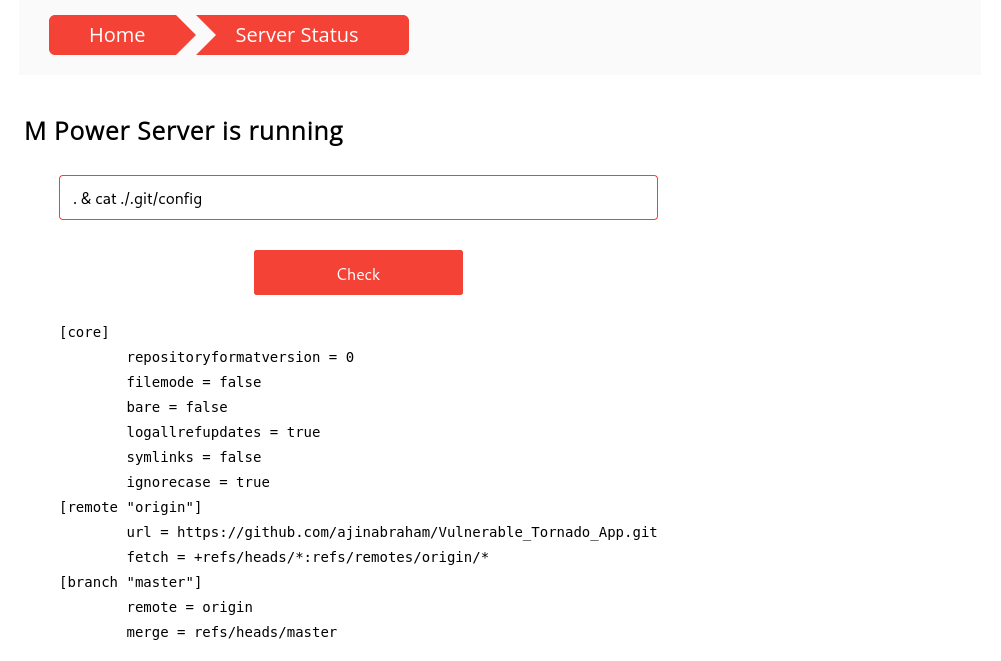 Home
Server Status
M Power Server is running
. & cat ./.git/config
Check
[core]
        repositoryformatversion = 0
        filemode = false
        bare = false
        logallrefupdates = true
        symlinks = false
        ignorecase = true
[remote "origin"]
        url = https://github.com/ajinabraham/Vulnerable_Tornado_App.git
        fetch = +refs/heads/*:refs/remotes/origin/*
[branch "master"]
        remote = origin
        merge = refs/heads/master